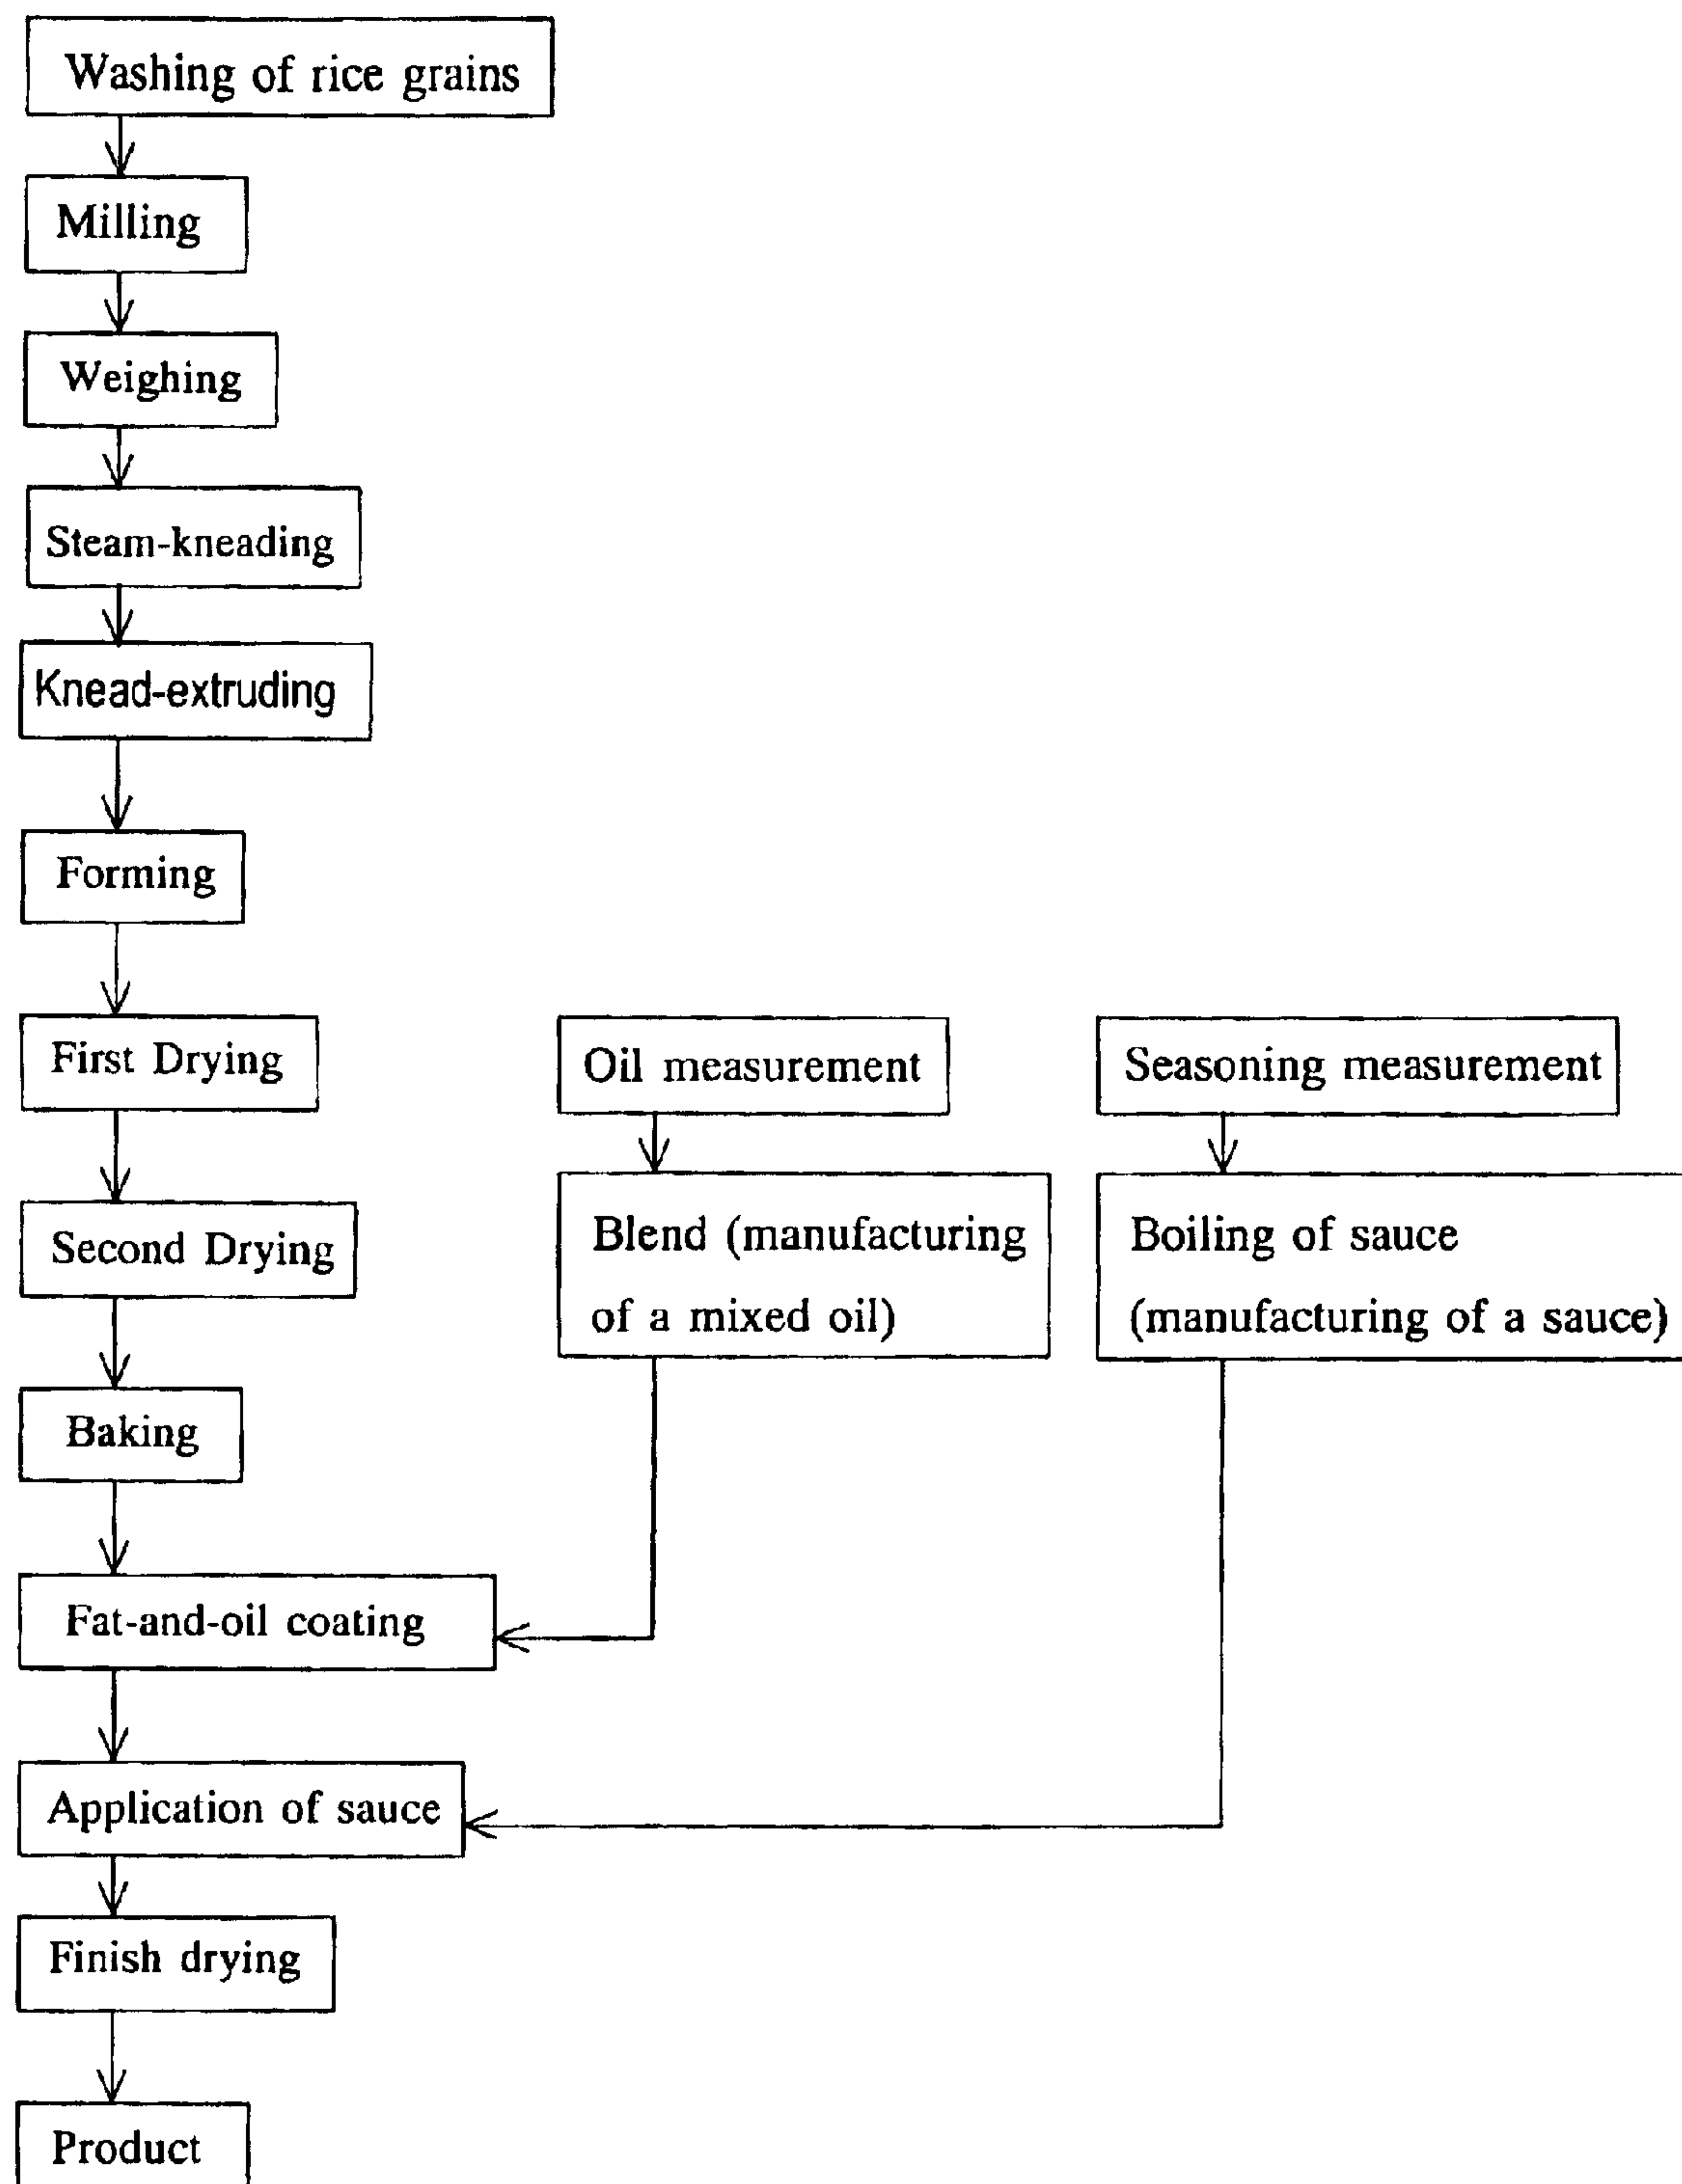 Washing of rice grains
Milling
Weighing
Steam-kneading
Knead-extruding
Forming
First Drying
Second Drying
Baking
Fat-and-oil coating
Application of sauce
Finish drying
Product
Oil measurement
Blend (manufacturing
of a mixed oil)
Seasoning measurement
Boiling of sauce
(manufacturing of a sauce)